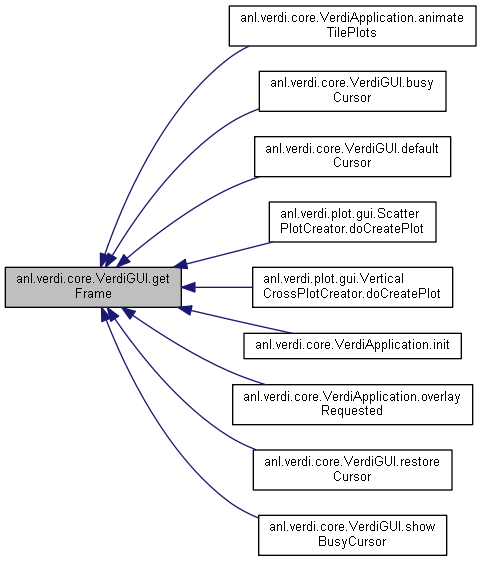 anl.verdi.core.VerdiApplication.animate
TilePlots
anl.verdi.core.VerdiGUI.busy
Cursor
anl.verdi.core.VerdiGUI.default
Cursor
anl.verdi.plot.gui.Scatter
PlotCreator.doCreatePlot
anl.verdi.core.VerdiGUI.get
Frame
anl.verdi.plot.gui.Vertical
CrossPlotCreator.doCreatePlot
anl.verdi.core.VerdiApplication.init
anl.verdi.core.VerdiApplication.overlay
Requested
anl.verdi.core.VerdiGUI.restore
Cursor
anl.verdi.core.VerdiGUI.show
BusyCursor